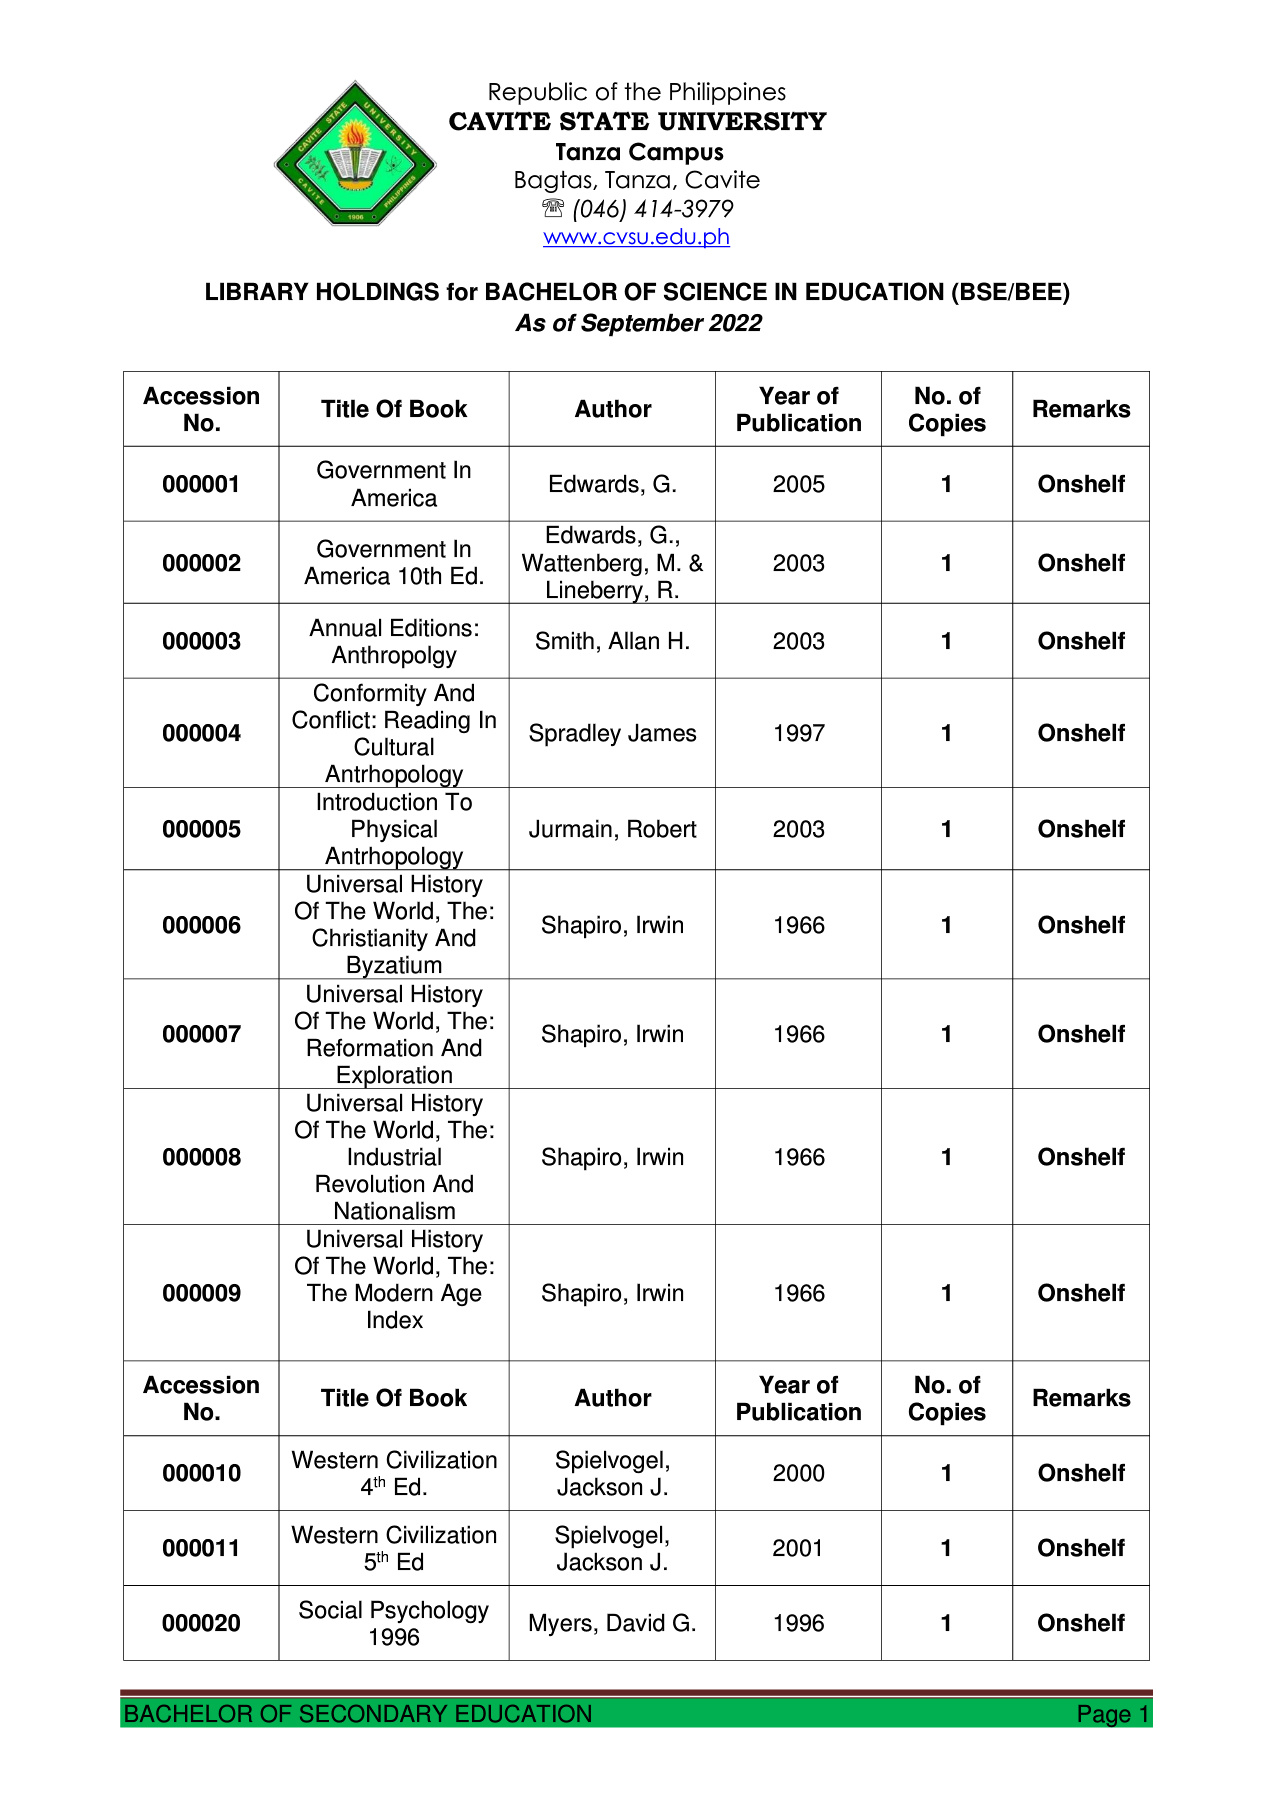 Republic of the Philippines
CAVITE STATE UNIVERSITY
Tanza Campus
Bagtas, Tanza, Cavite
☏ (046) 414-3979
www.cvsu.edu.ph
CAVITE STATE UNIVERSITY
CAVITE
1906
PHILIPPINES
LIBRARY HOLDINGS for BACHELOR OF SCIENCE IN EDUCATION (BSE/BEE)
As of September 2022
Accession No. Title Of Book Author Year of Publication No. of Copies Remarks
000001 Government In America Edwards, G. 2005 1 Onshelf
000002 Government In America 10th Ed. Edwards, G., Wattenberg, M. & Lineberry, R. 2003 1 Onshelf
000003 Annual Editions: Anthropolgy Smith, Allan H. 2003 1 Onshelf
000004 Conformity And Conflict: Reading In Cultural Antrhopology Spradley James 1997 1 Onshelf
000005 Introduction To Physical Antrhopology Jurmain, Robert 2003 1 Onshelf
000006 Universal History Of The World, The: Christianity And Byzatium Shapiro, Irwin 1966 1 Onshelf
000007 Universal History Of The World, The: Reformation And Exploration Shapiro, Irwin 1966 1 Onshelf
000008 Universal History Of The World, The: Industrial Revolution And Nationalism Shapiro, Irwin 1966 1 Onshelf
000009 Universal History Of The World, The: The Modern Age Index Shapiro, Irwin 1966 1 Onshelf
Accession No. Title Of Book Author Year of Publication No. of Copies Remarks
000010 Western Civilization 4th Ed. Spielvogel, Jackson J. 2000 1 Onshelf
000011 Western Civilization 5th Ed Spielvogel, Jackson J. 2001 1 Onshelf
000020 Social Psychology 1996 Myers, David G. 1996 1 Onshelf
BACHELOR OF SECONDARY EDUCATION Page 1